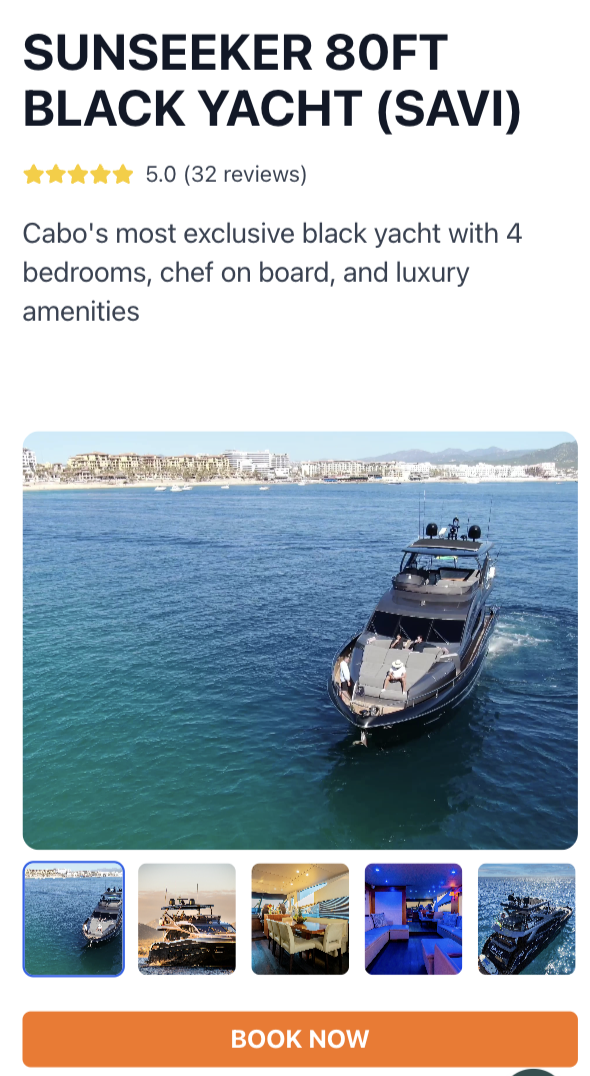 SUNSEEKER 80FT
BLACK YACHT (SAVI)
5.0 (32 reviews)
Cabo's most exclusive black yacht with 4
bedrooms, chef on board, and luxury
amenities
BOOK NOW